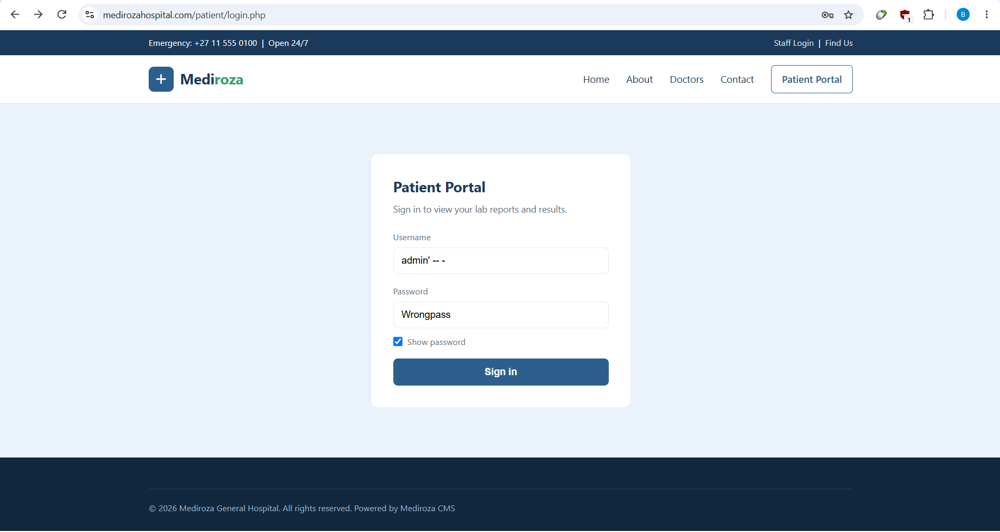 medirozahospital.com/patient/login.php
1
B
Emergency: +27 11 555 0100 | Open 24/7
Staff Login | Find Us
Mediroza
Home About Doctors Contact Patient Portal
Patient Portal
Sign in to view your lab reports and results.
Username
admin' -- -
Password
Wrongpass
Show password
Sign in
© 2026 Mediroza General Hospital. All rights reserved. Powered by Mediroza CMS